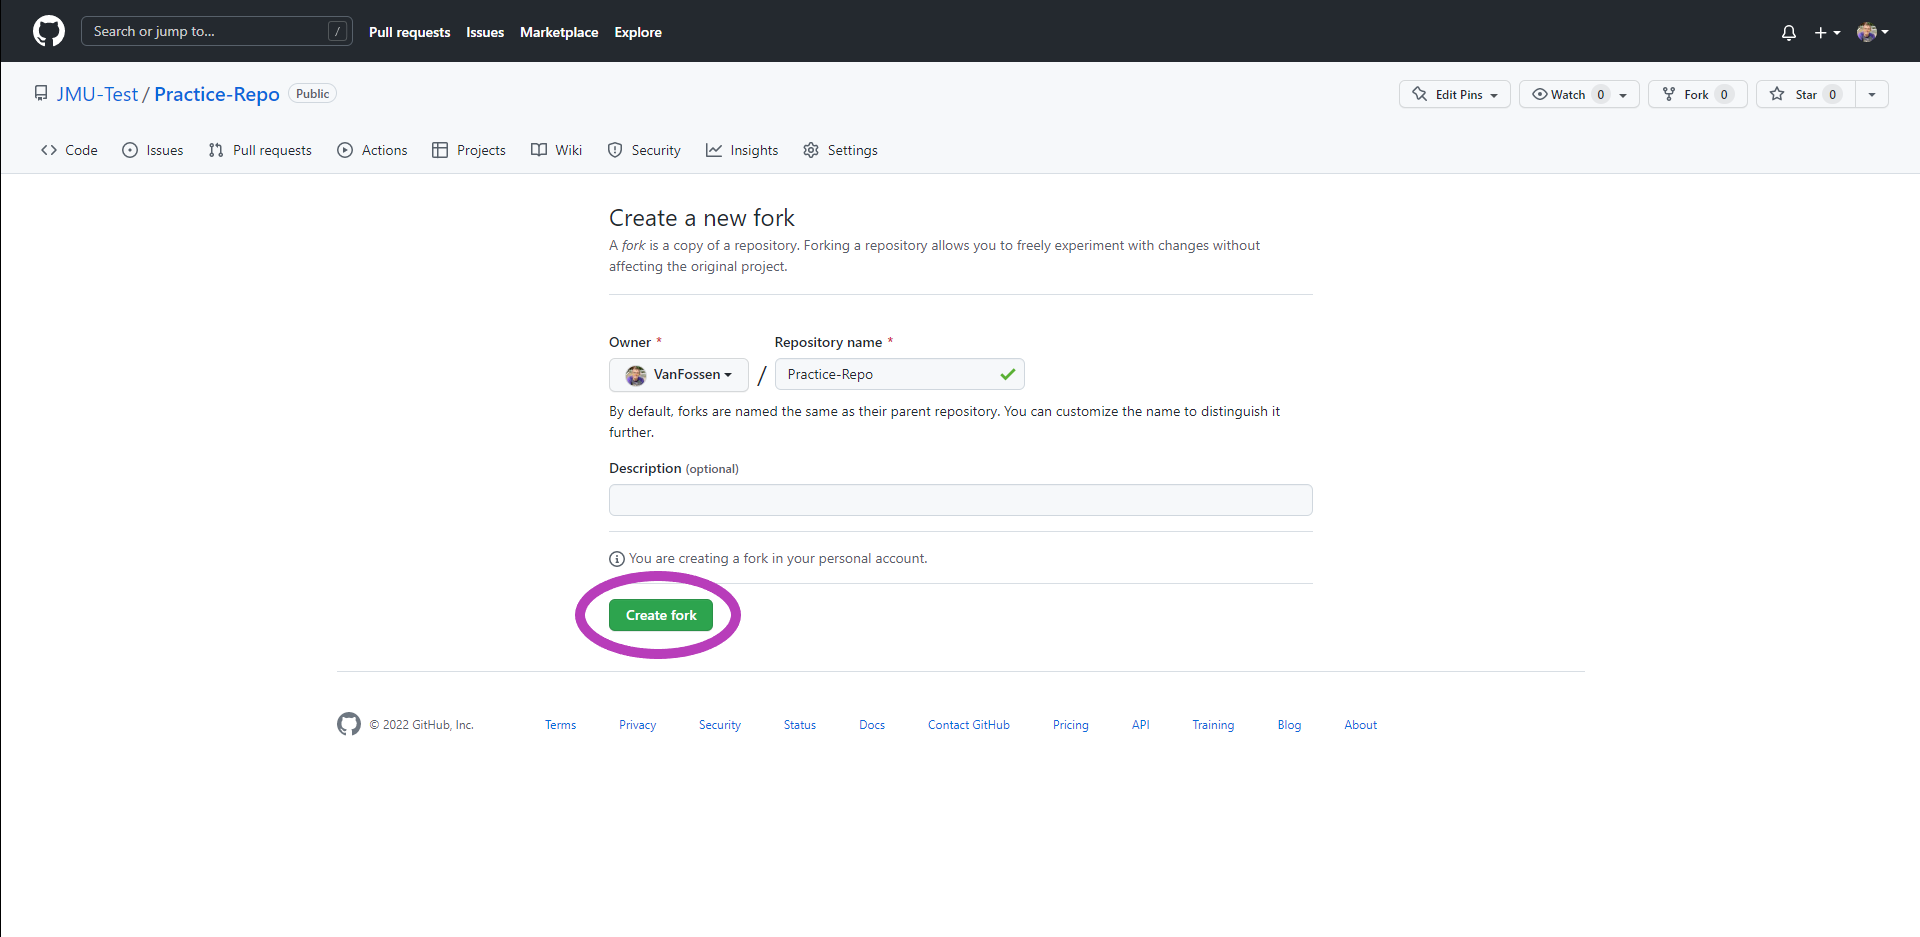 Search or jump to... /
Pull requests Issues Marketplace Explore
JMU-Test / Practice-Repo Public
Edit Pins Watch 0 Fork 0 Star 0
Code Issues Pull requests Actions Projects Wiki Security Insights Settings
Create a new fork
A fork is a copy of a repository. Forking a repository allows you to freely experiment with changes without
affecting the original project.
Owner * Repository name *
VanFossen / Practice-Repo
By default, forks are named the same as their parent repository. You can customize the name to distinguish it
further.
Description (optional)
You are creating a fork in your personal account.
Create fork
© 2022 GitHub, Inc. Terms Privacy Security Status Docs Contact GitHub Pricing API Training Blog About